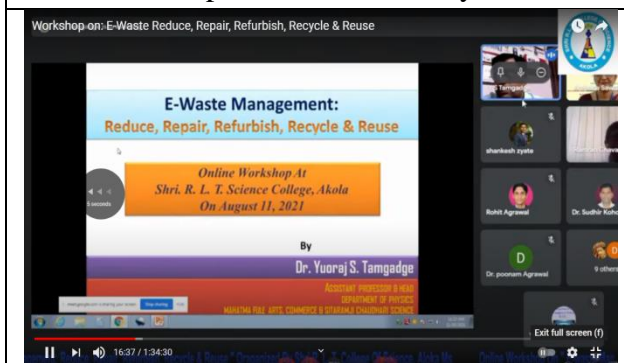 Workshop on: E-Waste Reduce, Repair, Refurbish, Recycle & Reuse
E-Waste Management:
Reduce, Repair, Refurbish, Recycle & Reuse
Online Workshop At
Shri. R. L. T. Science College, Akola
On August 11, 2021
5 seconds
By
Dr. Yuoraj S. Tamgadge
ASSISTANT PROFESSOR & HEAD
DEPARTMENT OF PHYSICS
MAHATMA FULE ARTS, COMMERCE & SITARAMJI CHAUDHARI SCIENCE
Stop sharing
Tamgadge
shankesh zyate
Rohit Agrawal
Dr. Sudhir Koho
D
Dr. poonam Agrawal
9 others
AKOLA
Exit full screen (f)
16:37 / 1:34:30